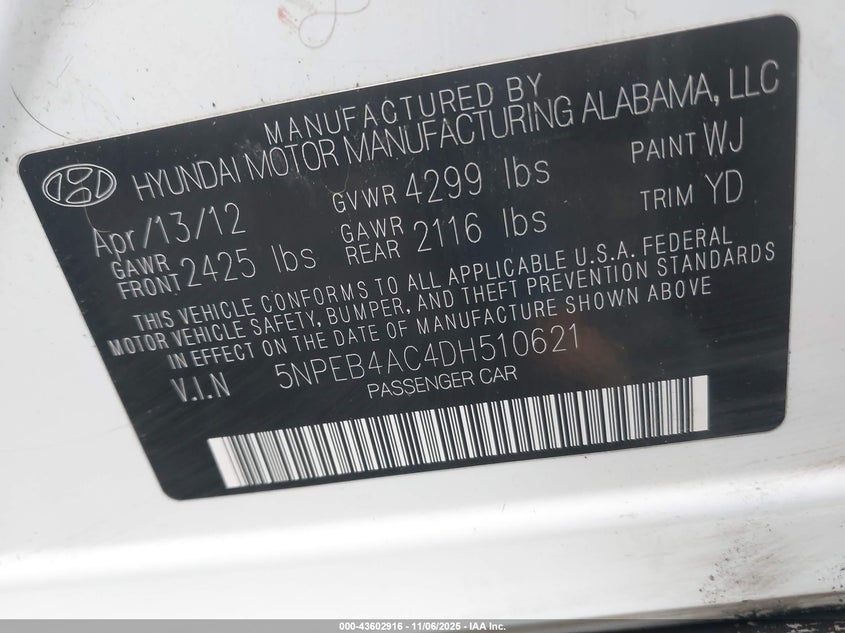 MANUFACTURED BY
HYUNDAI MOTOR MANUFACTURING ALABAMA, LLC
Apr/13/12 GVWR 4299 lbs PAINT WJ
GAWR FRONT 2425 lbs GAWR REAR 2116 lbs TRIM YD
THIS VEHICLE CONFORMS TO ALL APPLICABLE U.S.A. FEDERAL
MOTOR VEHICLE SAFETY, BUMPER, AND THEFT PREVENTION STANDARDS
IN EFFECT ON THE DATE OF MANUFACTURE SHOWN ABOVE
V.I.N 5NPEB4AC4DH510621
PASSENGER CAR
000-43602916 - 11/06/2025 - IAA Inc.